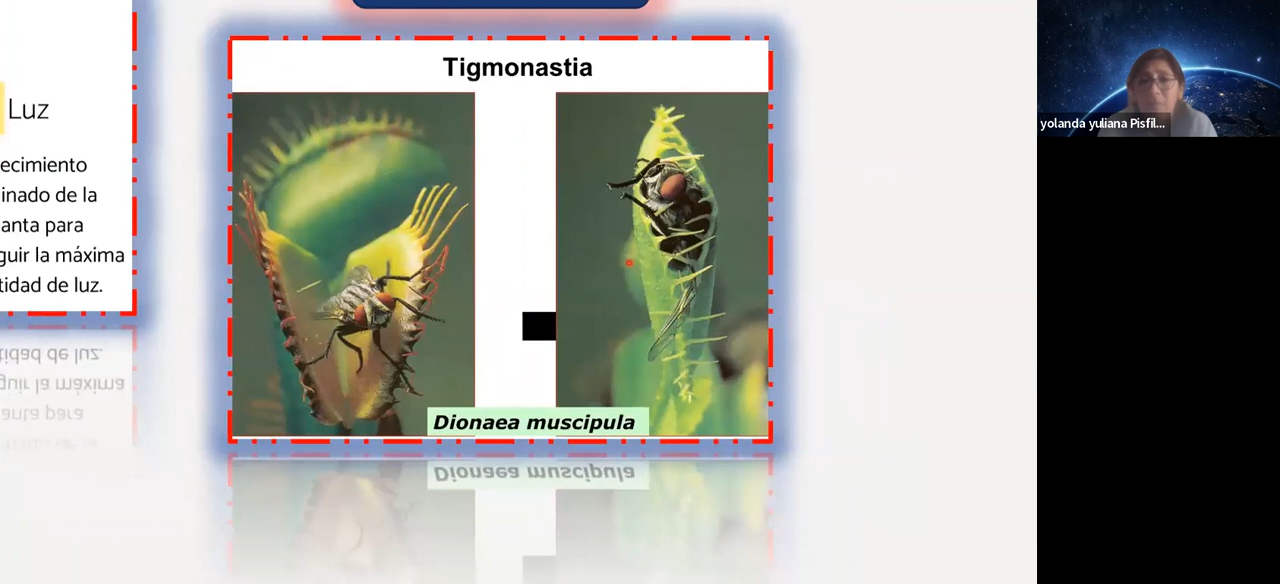 Luz
ecimiento
inado de la
anta para
guir la máxima
tidad de luz.
Tigmonastia
Dionaea muscipula
yolanda yuliana Pisfil...